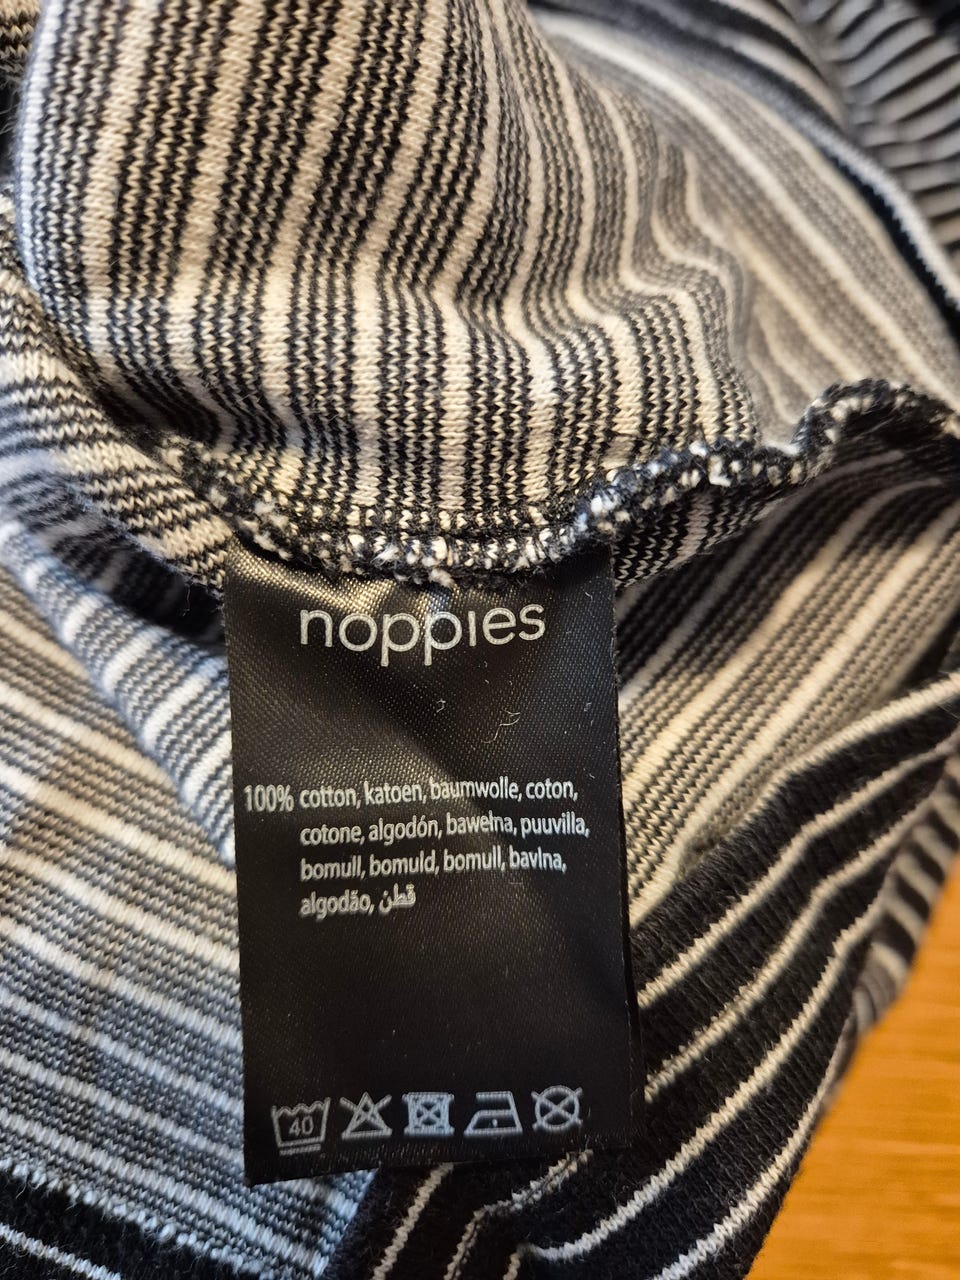 noppies
100% cotton, katoen, baumwolle, coton,
cotone, algodón, bawełna, puuvilla,
bomull, bomuld, bomull, bavlna,
algodão, قطن
40